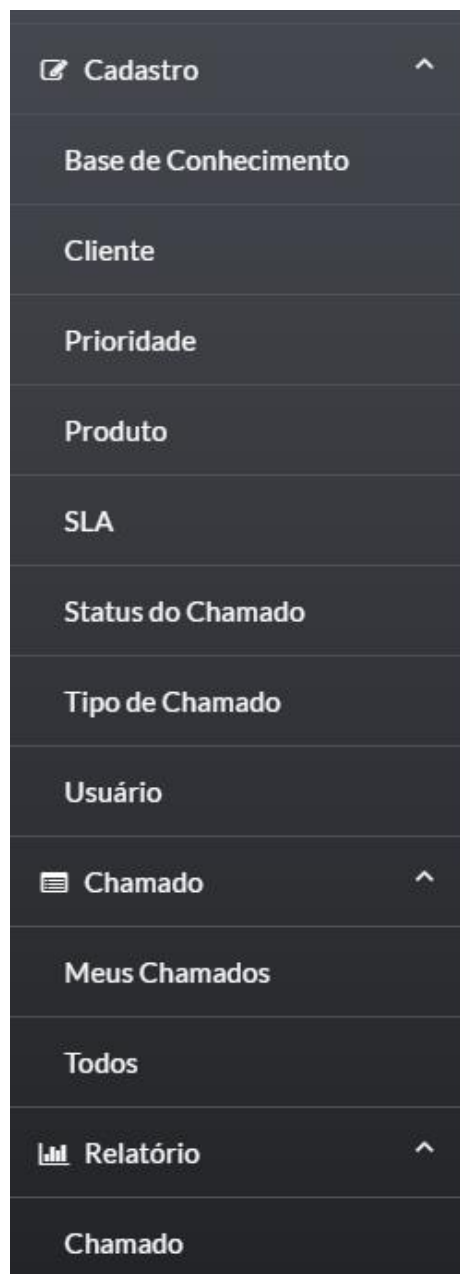 Cadastro
Base de Conhecimento
Cliente
Prioridade
Produto
SLA
Status do Chamado
Tipo de Chamado
Usuário
Chamado
Meus Chamados
Todos
Relatório
Chamado